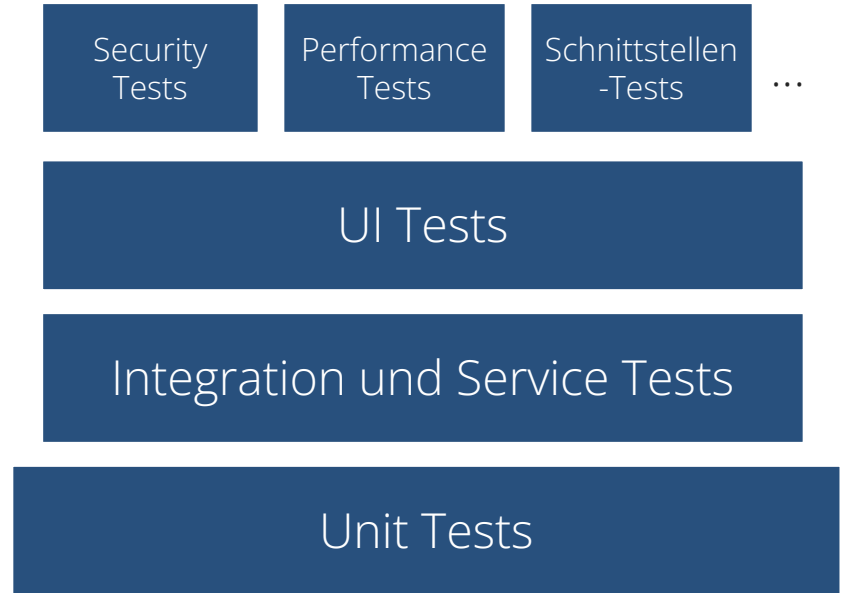 Security
Tests
Performance
Tests
Schnittstellen
-Tests
...
UI Tests
Integration und Service Tests
Unit Tests